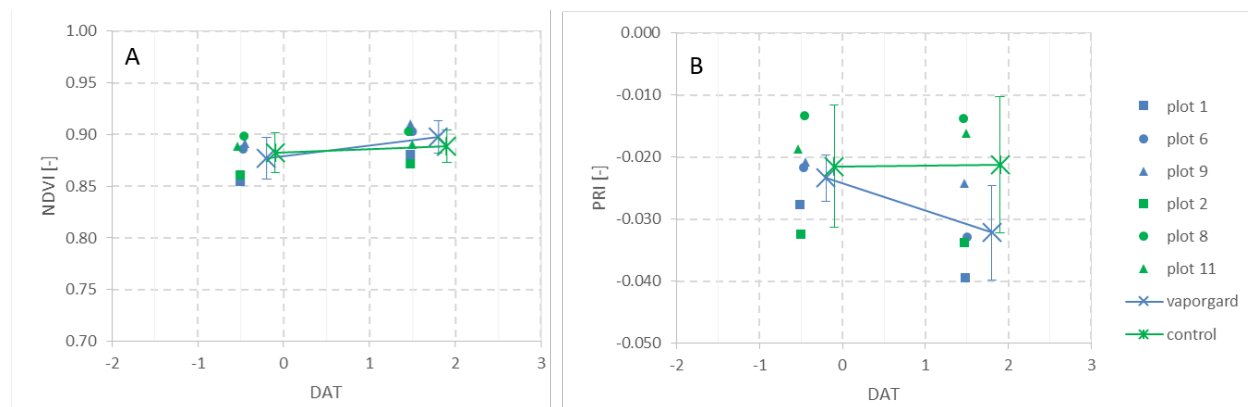 A
1.00
0.95
0.90
0.85
0.80
0.75
0.70
NDVI [-]
-2
-1
0
1
2
3
DAT
B
0.000
-0.010
-0.020
-0.030
-0.040
-0.050
PRI [-]
-2
-1
0
1
2
3
DAT
plot 1
plot 6
plot 9
plot 2
plot 8
plot 11
vaporgard
control